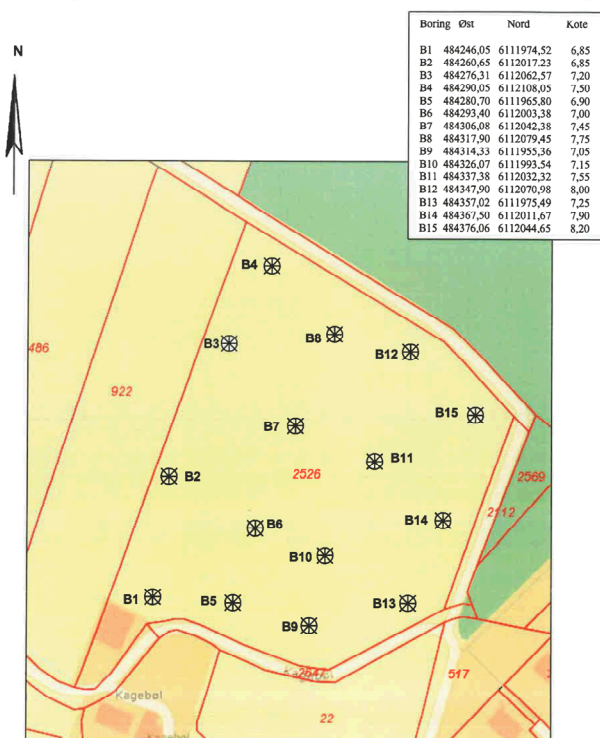 Boring Øst Nord Kote
B1 484246,05 6111974,52 6,85
B2 484260,65 6112017.23 6,85
B3 484276,31 6112062,57 7,20
B4 484290,05 6112108,05 7,50
B5 484280,70 6111965,80 6,90
B6 484293,40 6112003,38 7,00
B7 484306,08 6112042,38 7,45
B8 484317,90 6112079,45 7,75
B9 484314,33 6111955,36 7,05
B10 484326,07 6111993,54 7.15
B11 484337,38 6112032,32 7,55
B12 484347,90 6112070,98 8,00
B13 484357,02 6111975,49 7,25
B14 484367,50 6112011,67 7,90
B15 484376,06 6112044,65 8,20
N
B4
B8
B3
486
B12
922
B15
B7
B11
2526
B2
2569
2112
B14
B6
B10
B1
B5
B13
B9
Kagebøl
517
Kagebøl
22
Kagebøl